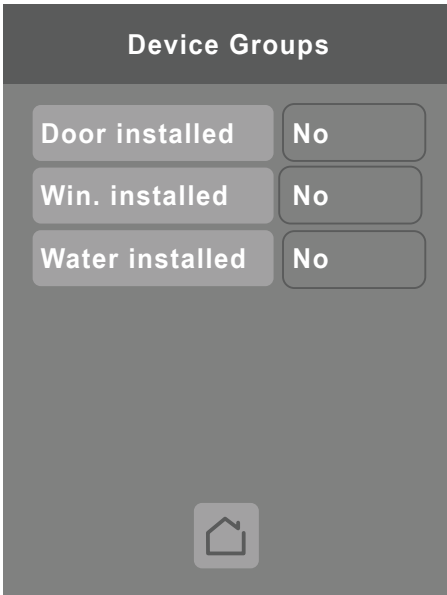 Device Groups
Door installed No
Win. installed No
Water installed No